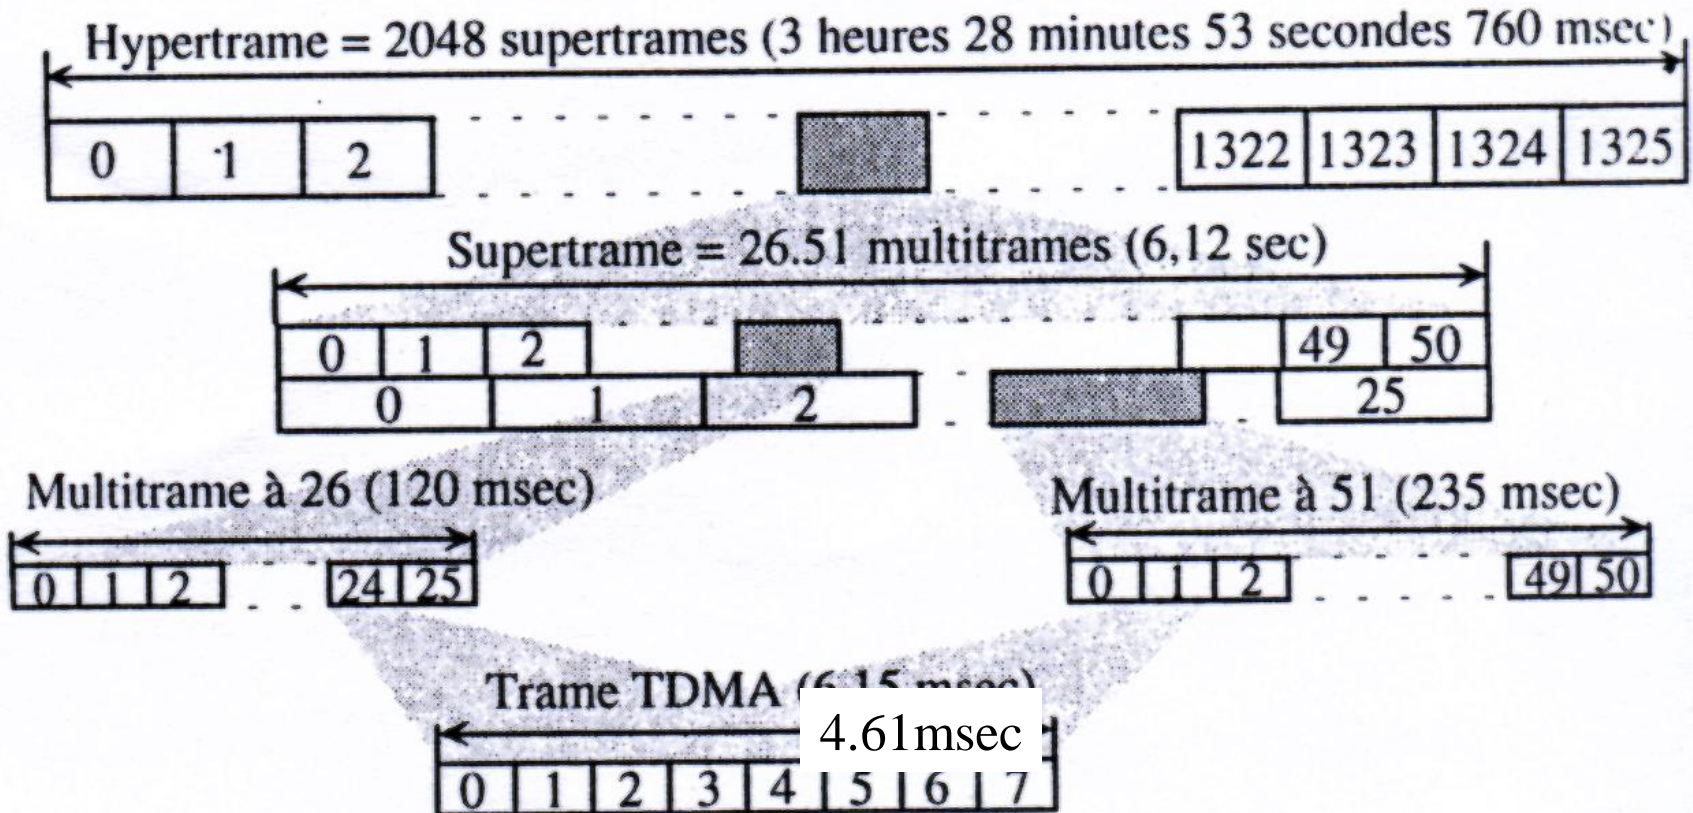 Hypertrame = 2048 supertrames (3 heures 28 minutes 53 secondes 760 msec)
0 1 2 1322 1323 1324 1325
Supertrame = 26.51 multitrames (6,12 sec)
0 1 2 49 50
0 1 2 25
Multitrame à 26 (120 msec)
Multitrame à 51 (235 msec)
0 1 2 24 25
0 1 2 49 50
Trame TDMA (6,15 msec)
4.61msec
0 1 2 3 4 5 6 7